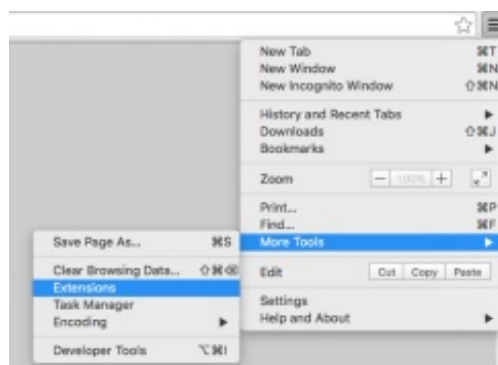 New Tab ⌘T
New Window ⌘N
New Incognito Window ⇧⌘N
History and Recent Tabs ▶
Downloads ⇧⌘J
Bookmarks ▶
Zoom − 100% +
Print... ⌘P
Find... ⌘F
More Tools ▶
Edit Cut Copy Paste
Settings
Help and About ▶
Save Page As... ⌘S
Clear Browsing Data... ⇧⌘⌫
Extensions
Task Manager
Encoding ▶
Developer Tools ⌥⌘I